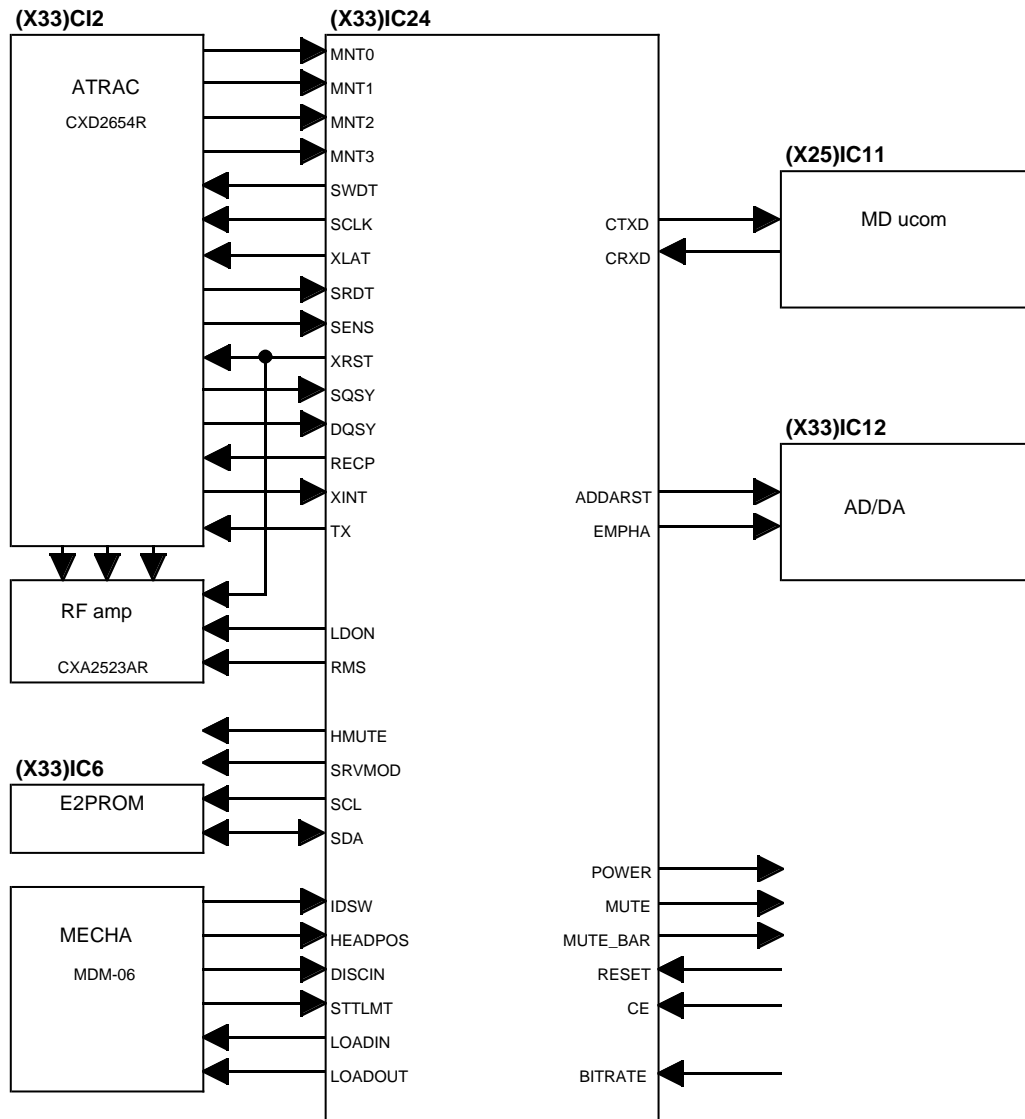 (X33)CI2
(X33)IC24
ATRAC
CXD2654R
MNT0
MNT1
MNT2
MNT3
SWDT
SCLK
XLAT
SRDT
SENS
XRST
SQSY
DQSY
RECP
XINT
TX
RF amp
CXA2523AR
LDON
RMS
HMUTE
SRVMOD
(X33)IC6
E2PROM
SCL
SDA
MECHA
MDM-06
IDSW
HEADPOS
DISCIN
STTLMT
LOADIN
LOADOUT
(X25)IC11
MD ucom
CTXD
CRXD
(X33)IC12
AD/DA
ADDARST
EMPHA
POWER
MUTE
MUTE_BAR
RESET
CE
BITRATE